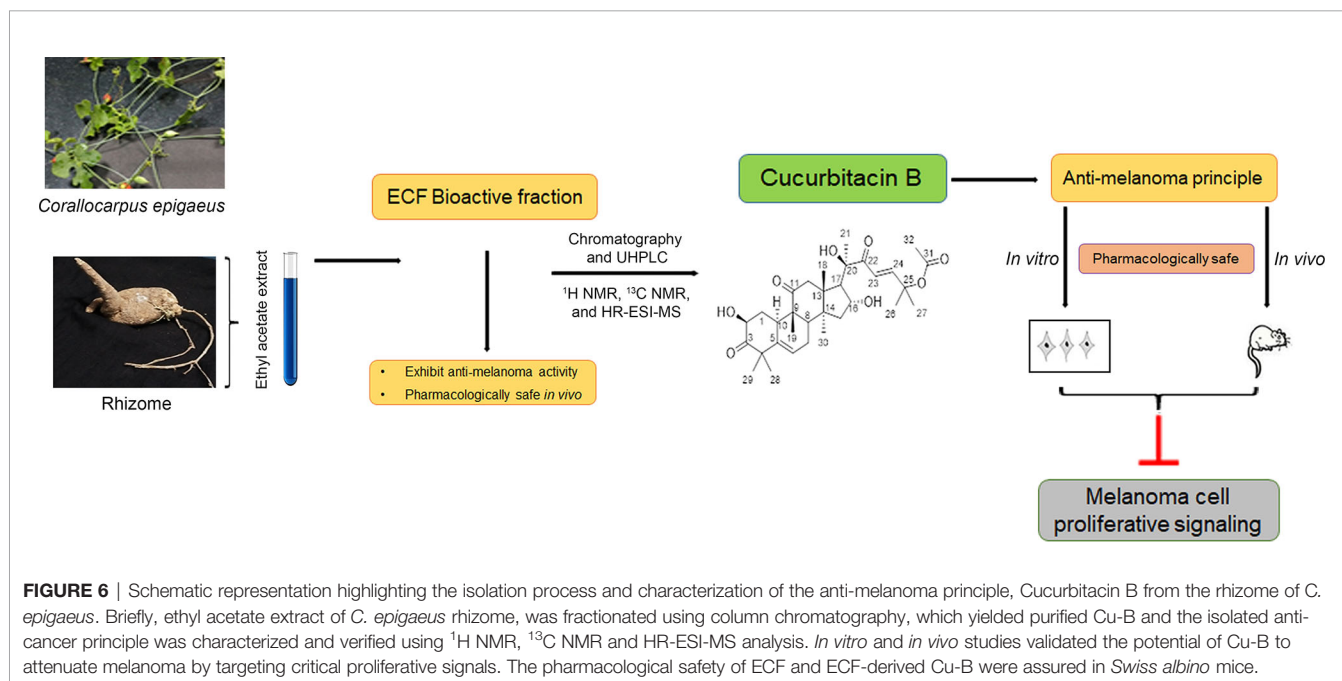 Corallocarpus epigaeus
Rhizome
Ethyl acetate extract
ECF Bioactive fraction
• Exhibit anti-melanoma activity
• Pharmacologically safe in vivo
Chromatography
and UHPLC
¹H NMR, ¹³C NMR,
and HR-ESI-MS
Cucurbitacin B
21
HO
O
32
20
22
24
31
O
18
23
O
11
17
25
O
HO
13
16
OH
26
27
1
9
14
H
10
8
3
5
19
30
O
29
28
Anti-melanoma principle
In vitro
Pharmacologically safe
In vivo
Melanoma cell
proliferative signaling
FIGURE 6 | Schematic representation highlighting the isolation process and characterization of the anti-melanoma principle, Cucurbitacin B from the rhizome of C.
epigaeus. Briefly, ethyl acetate extract of C. epigaeus rhizome, was fractionated using column chromatography, which yielded purified Cu-B and the isolated anti-
cancer principle was characterized and verified using ¹H NMR, ¹³C NMR and HR-ESI-MS analysis. In vitro and in vivo studies validated the potential of Cu-B to
attenuate melanoma by targeting critical proliferative signals. The pharmacological safety of ECF and ECF-derived Cu-B were assured in Swiss albino mice.